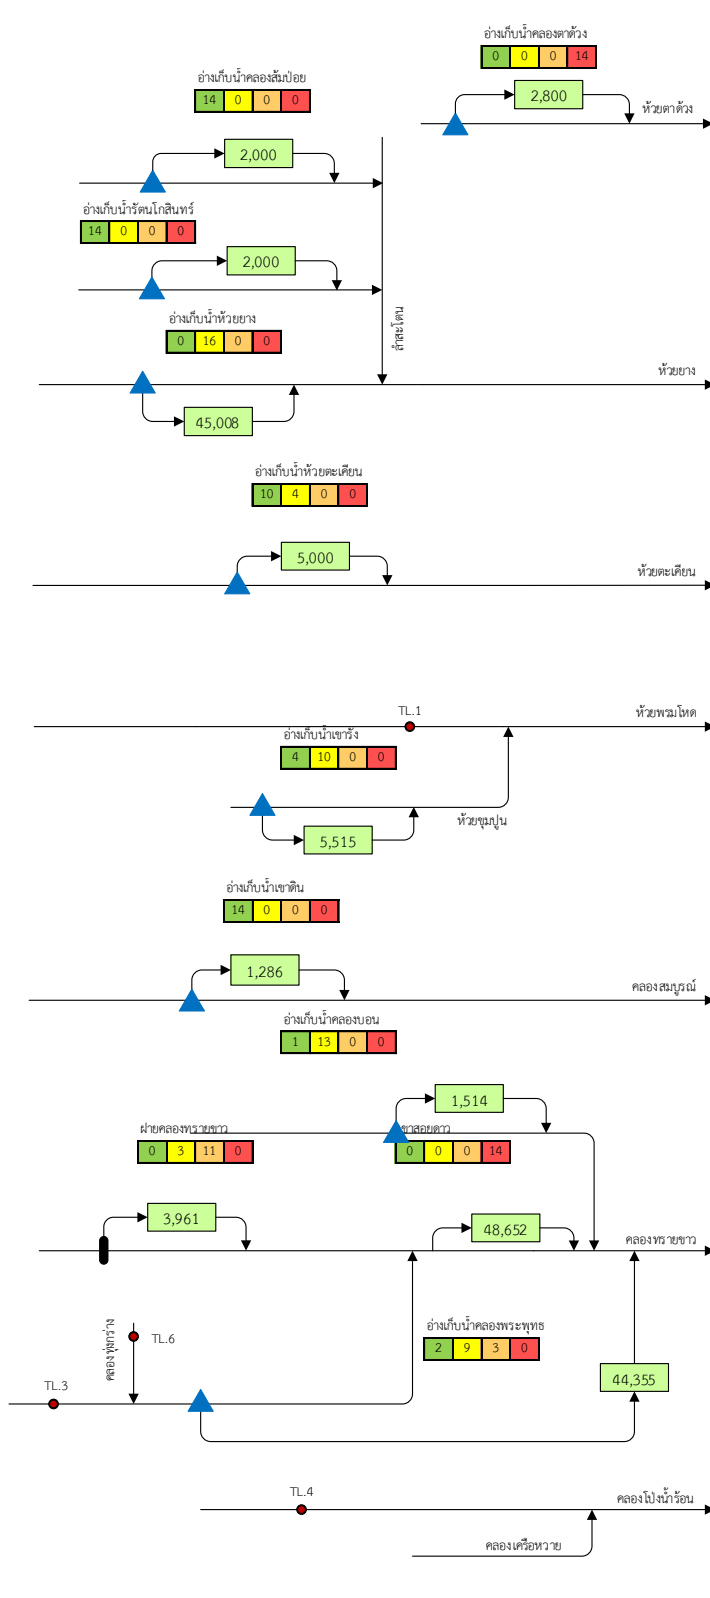 อ่างเก็บน้ำคลองตาด้วง
0 0 0 14
2,800
ห้วยตาด้วง
อ่างเก็บน้ำคลองส้มป่อย
14 0 0 0
2,000
อ่างเก็บน้ำรัตนโกสินทร์
14 0 0 0
2,000
ลำสะโตน
อ่างเก็บน้ำห้วยยาง
0 16 0 0
ห้วยยาง
45,008
อ่างเก็บน้ำห้วยตะเคียน
10 4 0 0
5,000
ห้วยตะเคียน
TL.1
ห้วยพรมโหด
อ่างเก็บน้ำเขารัง
4 10 0 0
ห้วยชุมปูน
5,515
อ่างเก็บน้ำเขาดิน
14 0 0 0
1,286
คลองสมบูรณ์
อ่างเก็บน้ำคลองบอน
1 13 0 0
1,514
ฝายคลองทรายขาว
0 3 11 0
เขาสอยดาว
0 0 0 14
3,961
48,652
คลองทรายขาว
คลองทุ่งกร่าง
TL.6
อ่างเก็บน้ำคลองพระพุทธ
2 9 3 0
TL.3
44,355
TL.4
คลองโป่งน้ำร้อน
คลองเครือหวาย